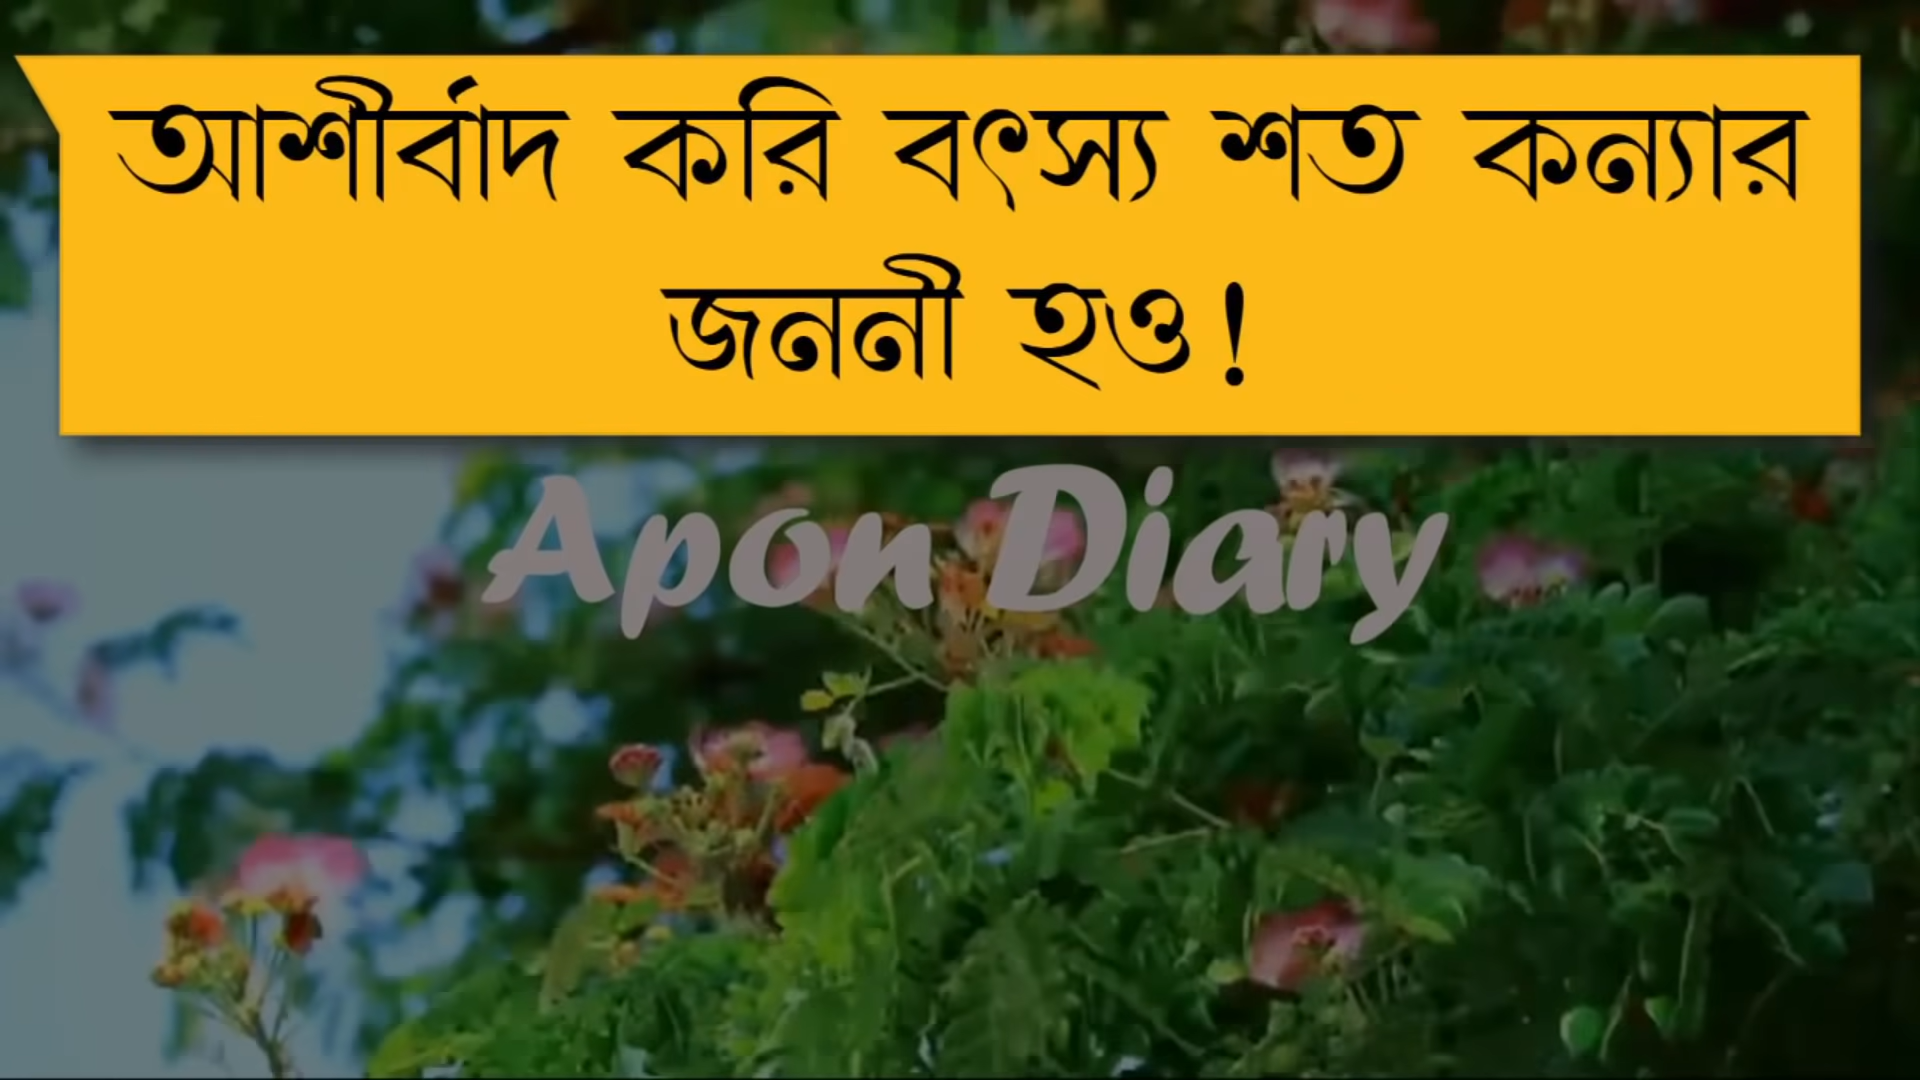 আশীর্বাদ করি বৎস্য শত কন্যার
জননী হও!
Apon Diary